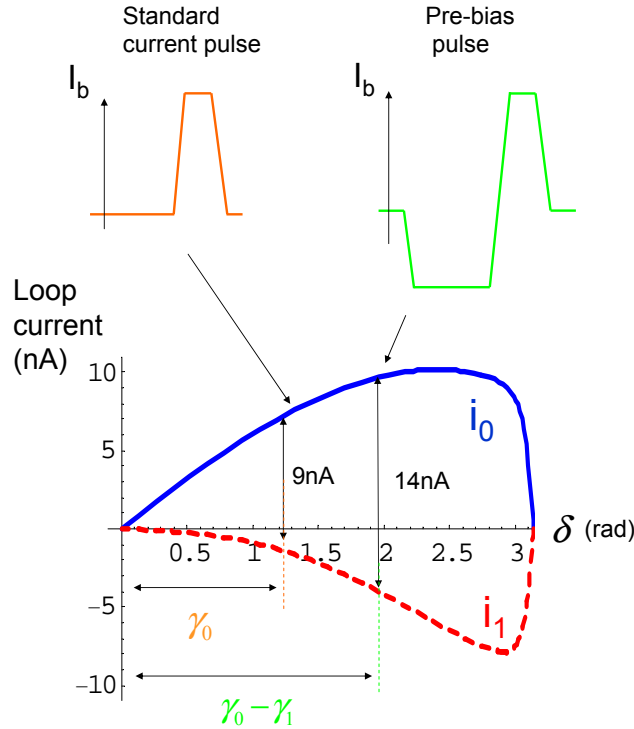 Standard
current pulse
Pre-bias
pulse
I_b
I_b
Loop
current
(nA)
10
5
−5
−10
i_0
i_1
9nA
14nA
0.5
1
1.5
2
2.5
3
δ (rad)
γ_0
γ_0 − γ_1